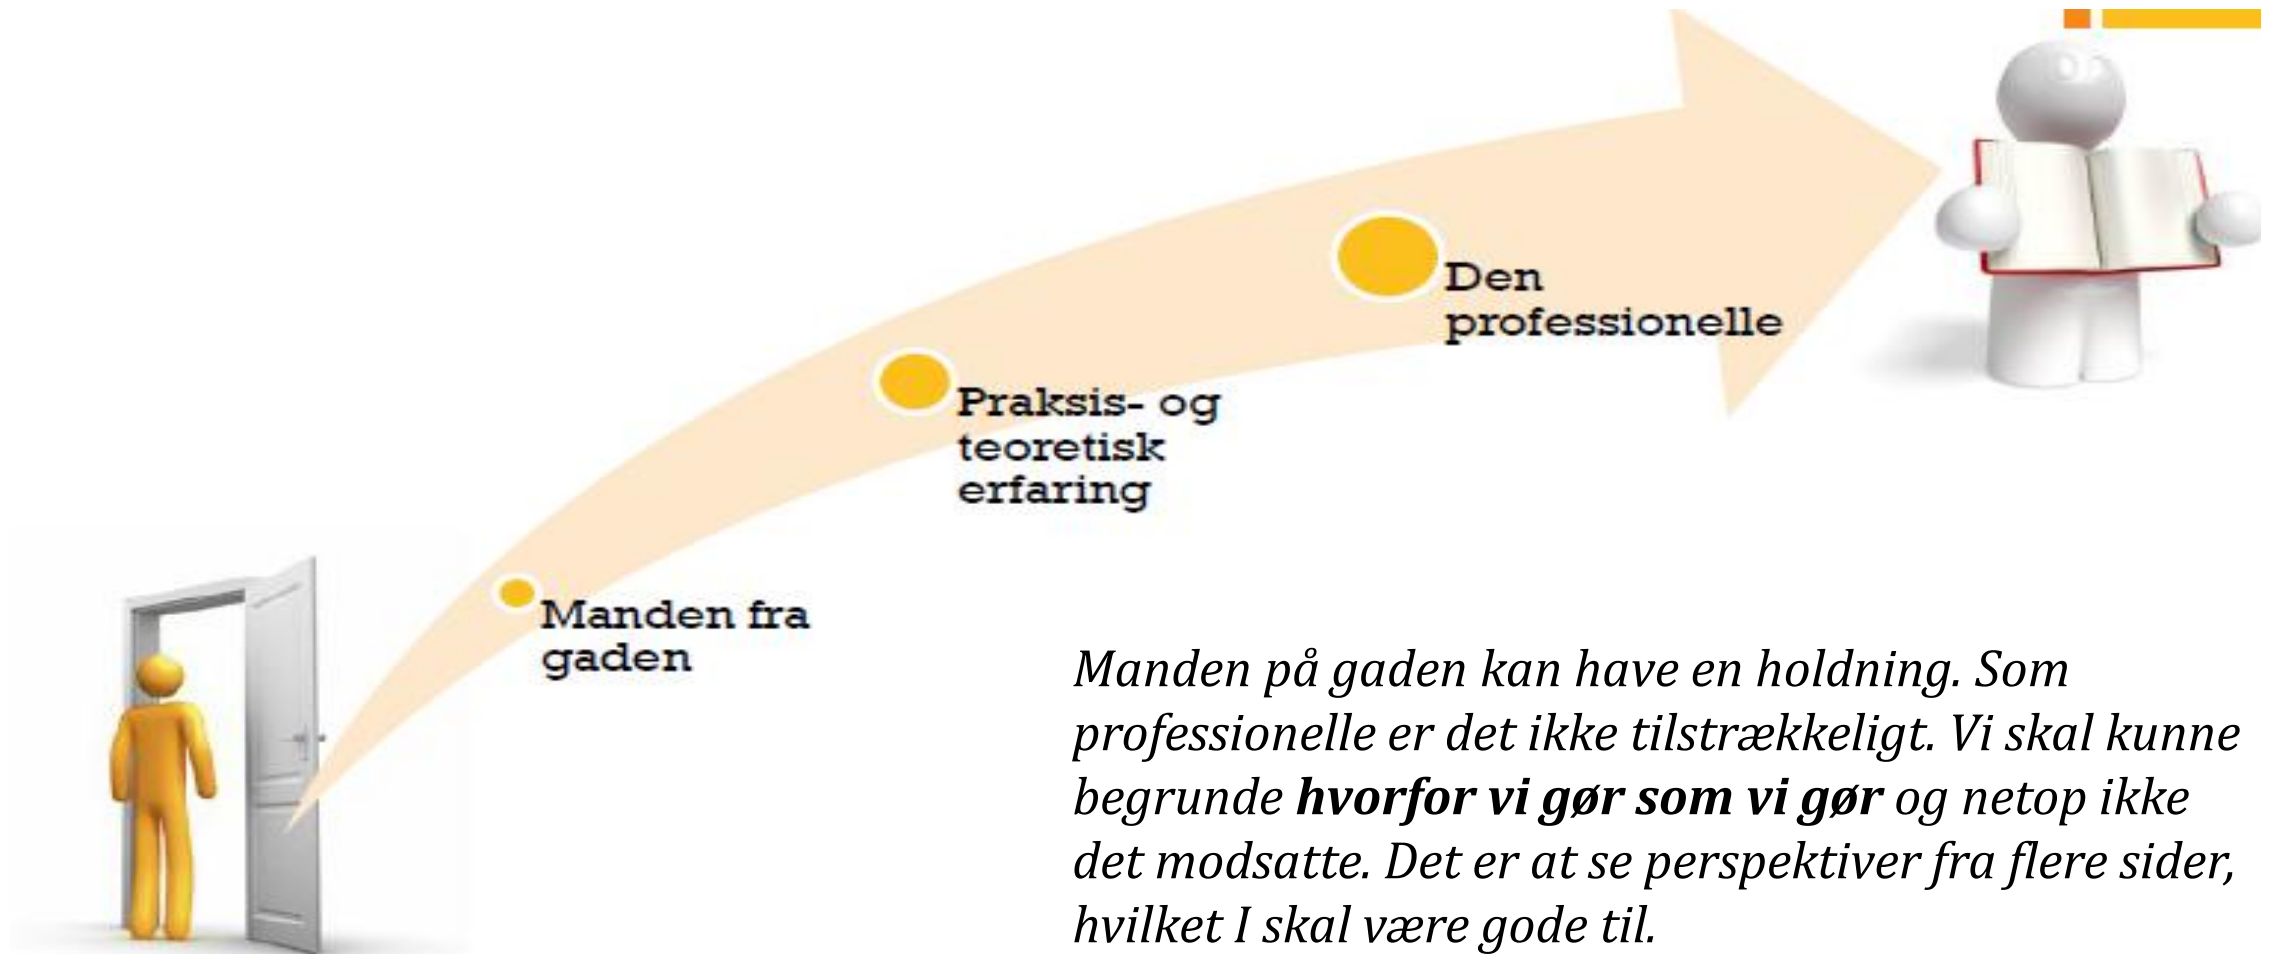 Den
professionelle
Praksis- og
teoretisk
erfaring
Manden fra
gaden
Manden på gaden kan have en holdning. Som
professionelle er det ikke tilstrækkeligt. Vi skal kunne
begrunde hvorfor vi gør som vi gør og netop ikke
det modsatte. Det er at se perspektiver fra flere sider,
hvilket I skal være gode til.